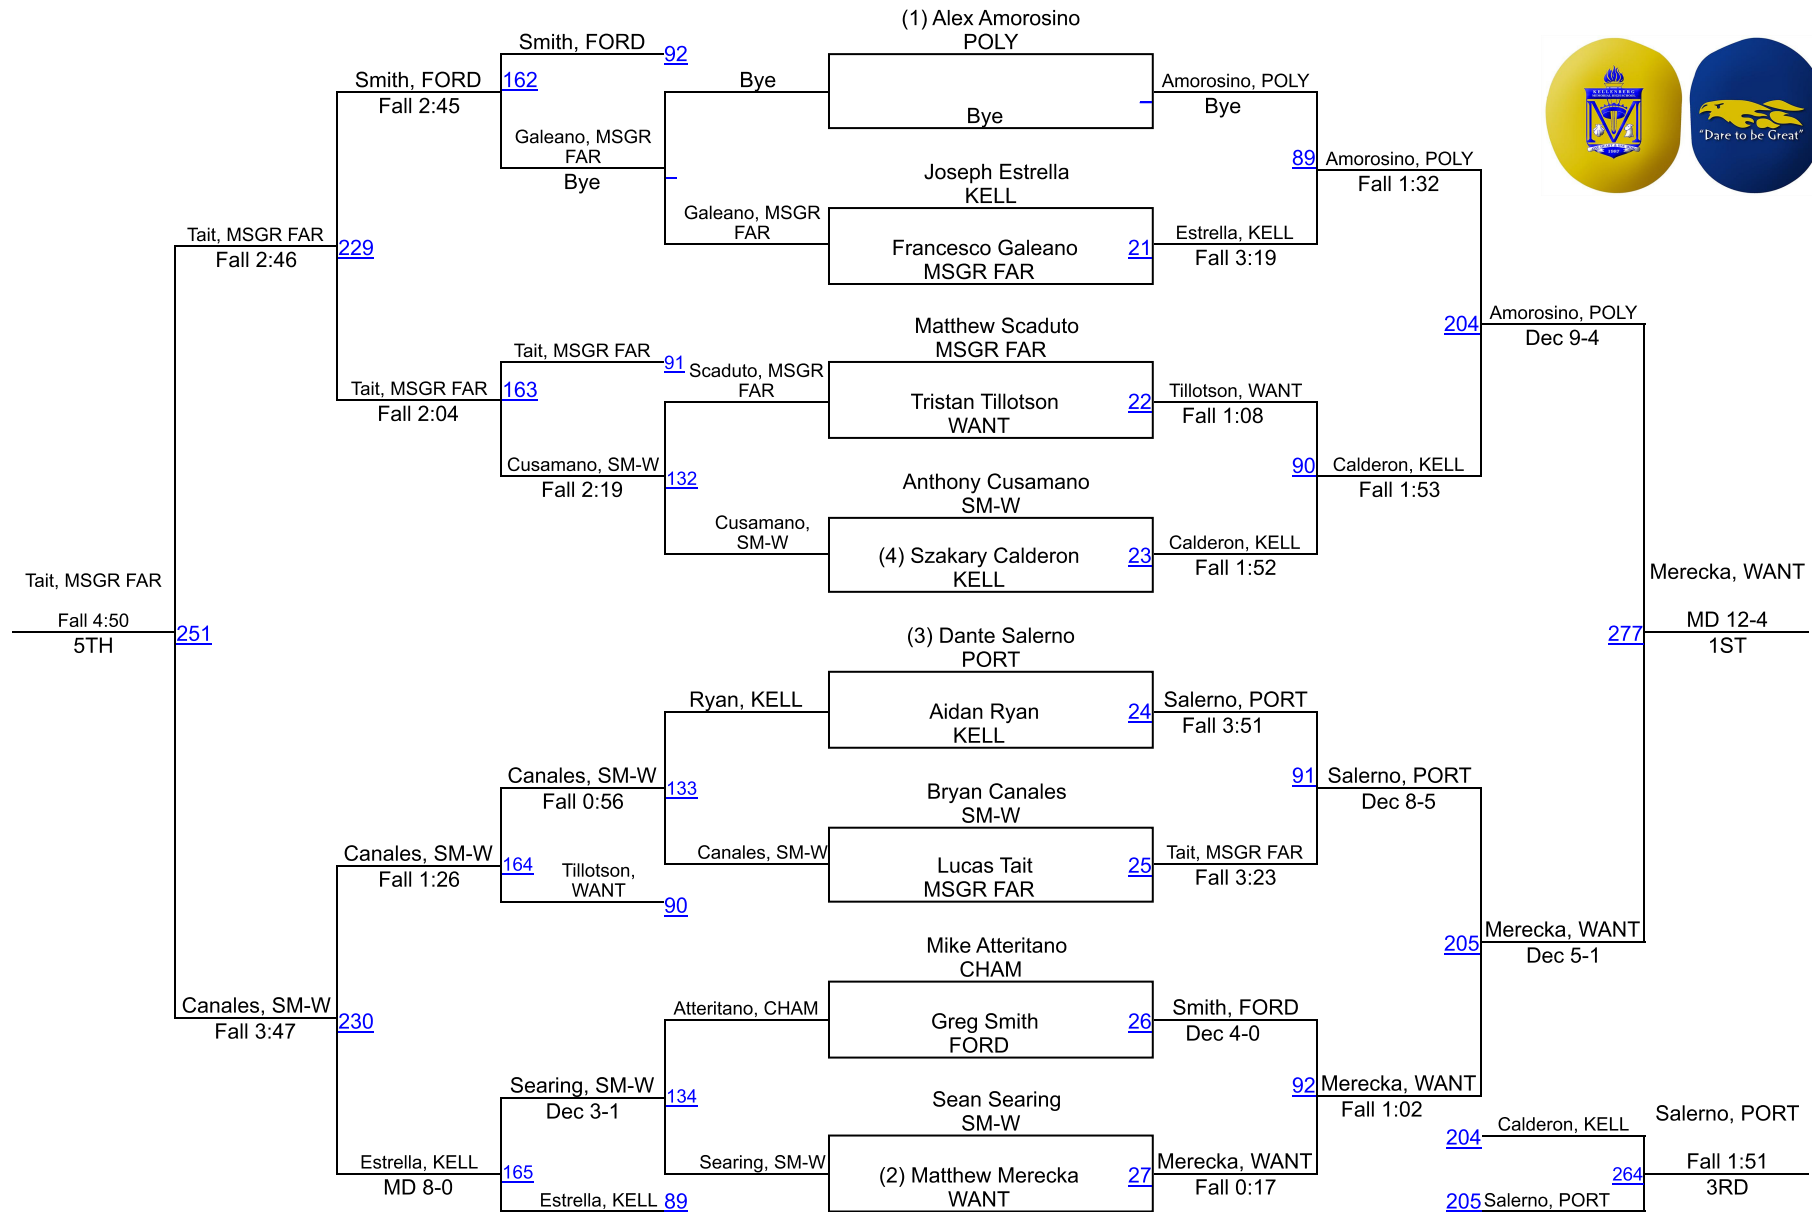 (1) Alex Amorosino
POLY
Smith, FORD
92
Smith, FORD
162
Bye
Amorosino, POLY
Fall 2:45
Bye
Bye
Galeano, MSGR
FAR
Bye
KELLENBERG
MEMORIAL HIGH SCHOOL
1987
"Dare to be Great"
Joseph Estrella
KELL
89
Amorosino, POLY
Fall 1:32
Galeano, MSGR
FAR
Francesco Galeano
MSGR FAR
21
Estrella, KELL
Fall 3:19
Tait, MSGR FAR
Fall 2:46
229
Matthew Scaduto
MSGR FAR
204
Amorosino, POLY
Dec 9-4
Tait, MSGR FAR
91
Scaduto, MSGR
FAR
Tait, MSGR FAR
163
Fall 2:04
Tristan Tillotson
WANT
22
Tillotson, WANT
Fall 1:08
Cusamano, SM-W
Fall 2:19
132
Anthony Cusamano
SM-W
90
Calderon, KELL
Fall 1:53
Cusamano,
SM-W
(4) Szakary Calderon
KELL
23
Calderon, KELL
Fall 1:52
Tait, MSGR FAR
Fall 4:50
5TH
251
Merecka, WANT
277
MD 12-4
1ST
(3) Dante Salerno
PORT
Ryan, KELL
Aidan Ryan
KELL
24
Salerno, PORT
Fall 3:51
Canales, SM-W
Fall 0:56
133
Bryan Canales
SM-W
91
Salerno, PORT
Dec 8-5
Canales, SM-W
Fall 1:26
164
Tillotson,
WANT
90
Canales, SM-W
Lucas Tait
MSGR FAR
25
Tait, MSGR FAR
Fall 3:23
Mike Atteritano
CHAM
205
Merecka, WANT
Dec 5-1
Canales, SM-W
Fall 3:47
230
Atteritano, CHAM
Greg Smith
FORD
26
Smith, FORD
Dec 4-0
Searing, SM-W
Dec 3-1
134
Sean Searing
SM-W
92
Merecka, WANT
Fall 1:02
Estrella, KELL
MD 8-0
165
Estrella, KELL
89
Searing, SM-W
(2) Matthew Merecka
WANT
27
Merecka, WANT
Fall 0:17
204
Calderon, KELL
Salerno, PORT
264
Fall 1:51
3RD
205
Salerno, PORT